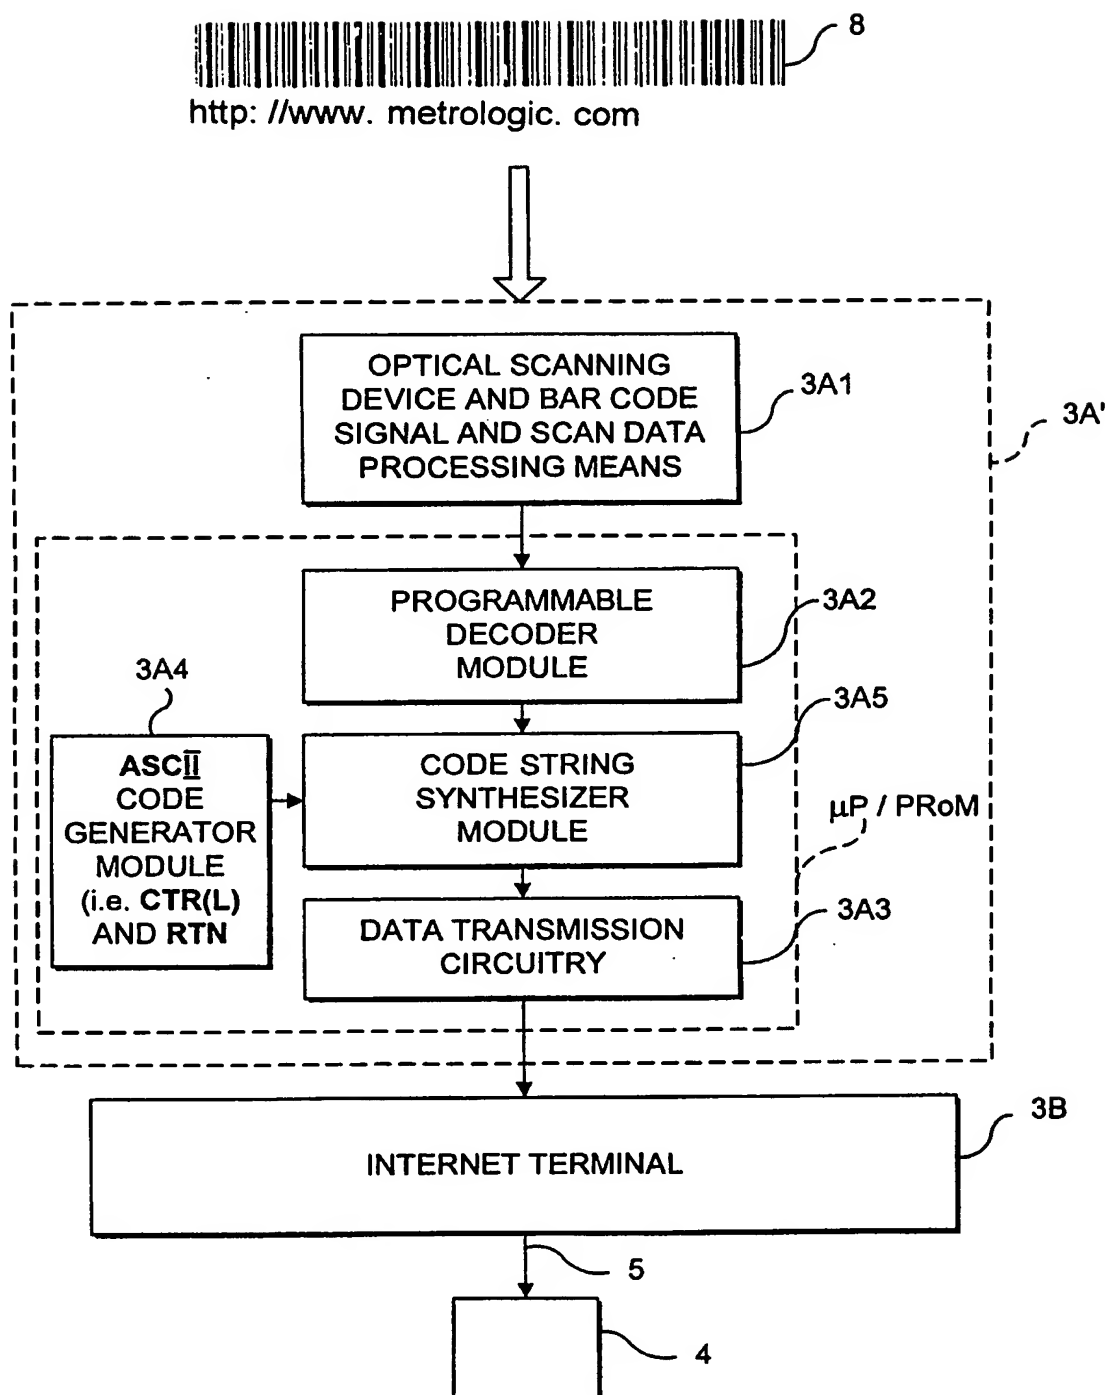 8
http: //www. metrologic. com
OPTICAL SCANNING
DEVICE AND BAR CODE
SIGNAL AND SCAN DATA
PROCESSING MEANS
3A1
3A'
PROGRAMMABLE
DECODER
MODULE
3A2
3A4
ASCII
CODE
GENERATOR
MODULE
(i.e. CTR(L)
AND RTN
CODE STRING
SYNTHESIZER
MODULE
3A5
μP / PRoM
DATA TRANSMISSION
CIRCUITRY
3A3
INTERNET TERMINAL
3B
5
4